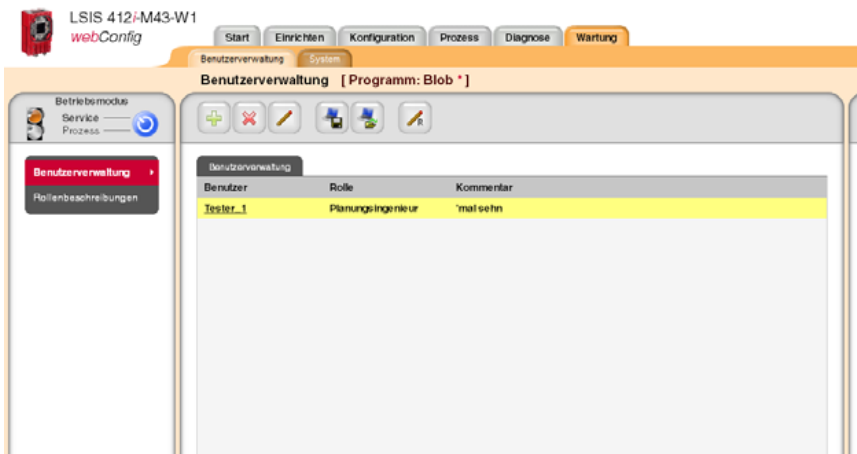 LSIS 412i-M43-W1
webConfig
Start Einrichten Konfiguration Prozess Diagnose Wartung
Benutzerverwaltung System
Benutzerverwaltung [ Programm: Blob * ]
Betriebsmodus
Service
Prozess
Benutzerverwaltung
Rollenbeschreibungen
R
Benutzerverwaltung
Benutzer Rolle Kommentar
Tester_1 Planungsingenieur 'mal sehn